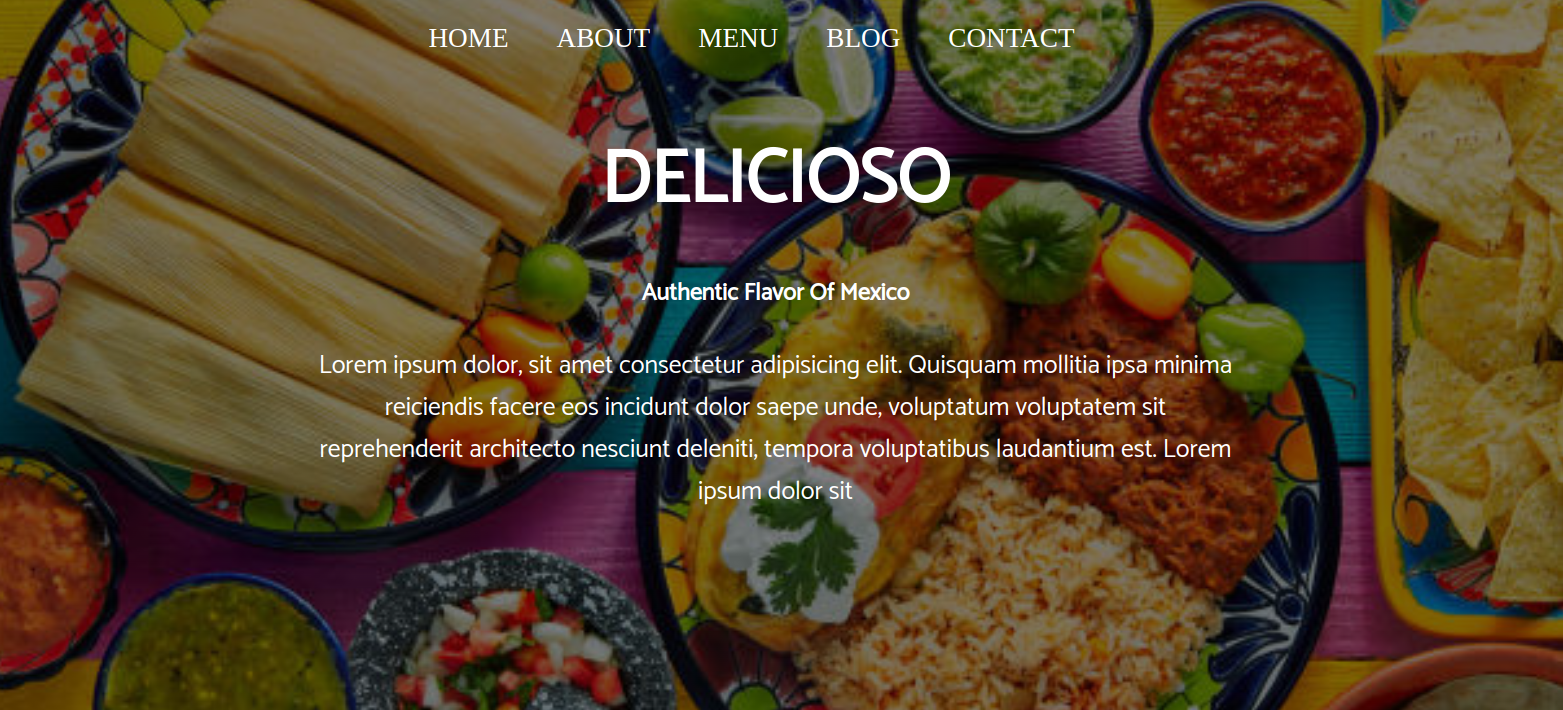 HOME ABOUT MENU BLOG CONTACT
DELICIOSO
Authentic Flavor Of Mexico
Lorem ipsum dolor, sit amet consectetur adipisicing elit. Quisquam mollitia ipsa minima
reiciendis facere eos incidunt dolor saepe unde, voluptatum voluptatem sit
reprehenderit architecto nesciunt deleniti, tempora voluptatibus laudantium est. Lorem
ipsum dolor sit